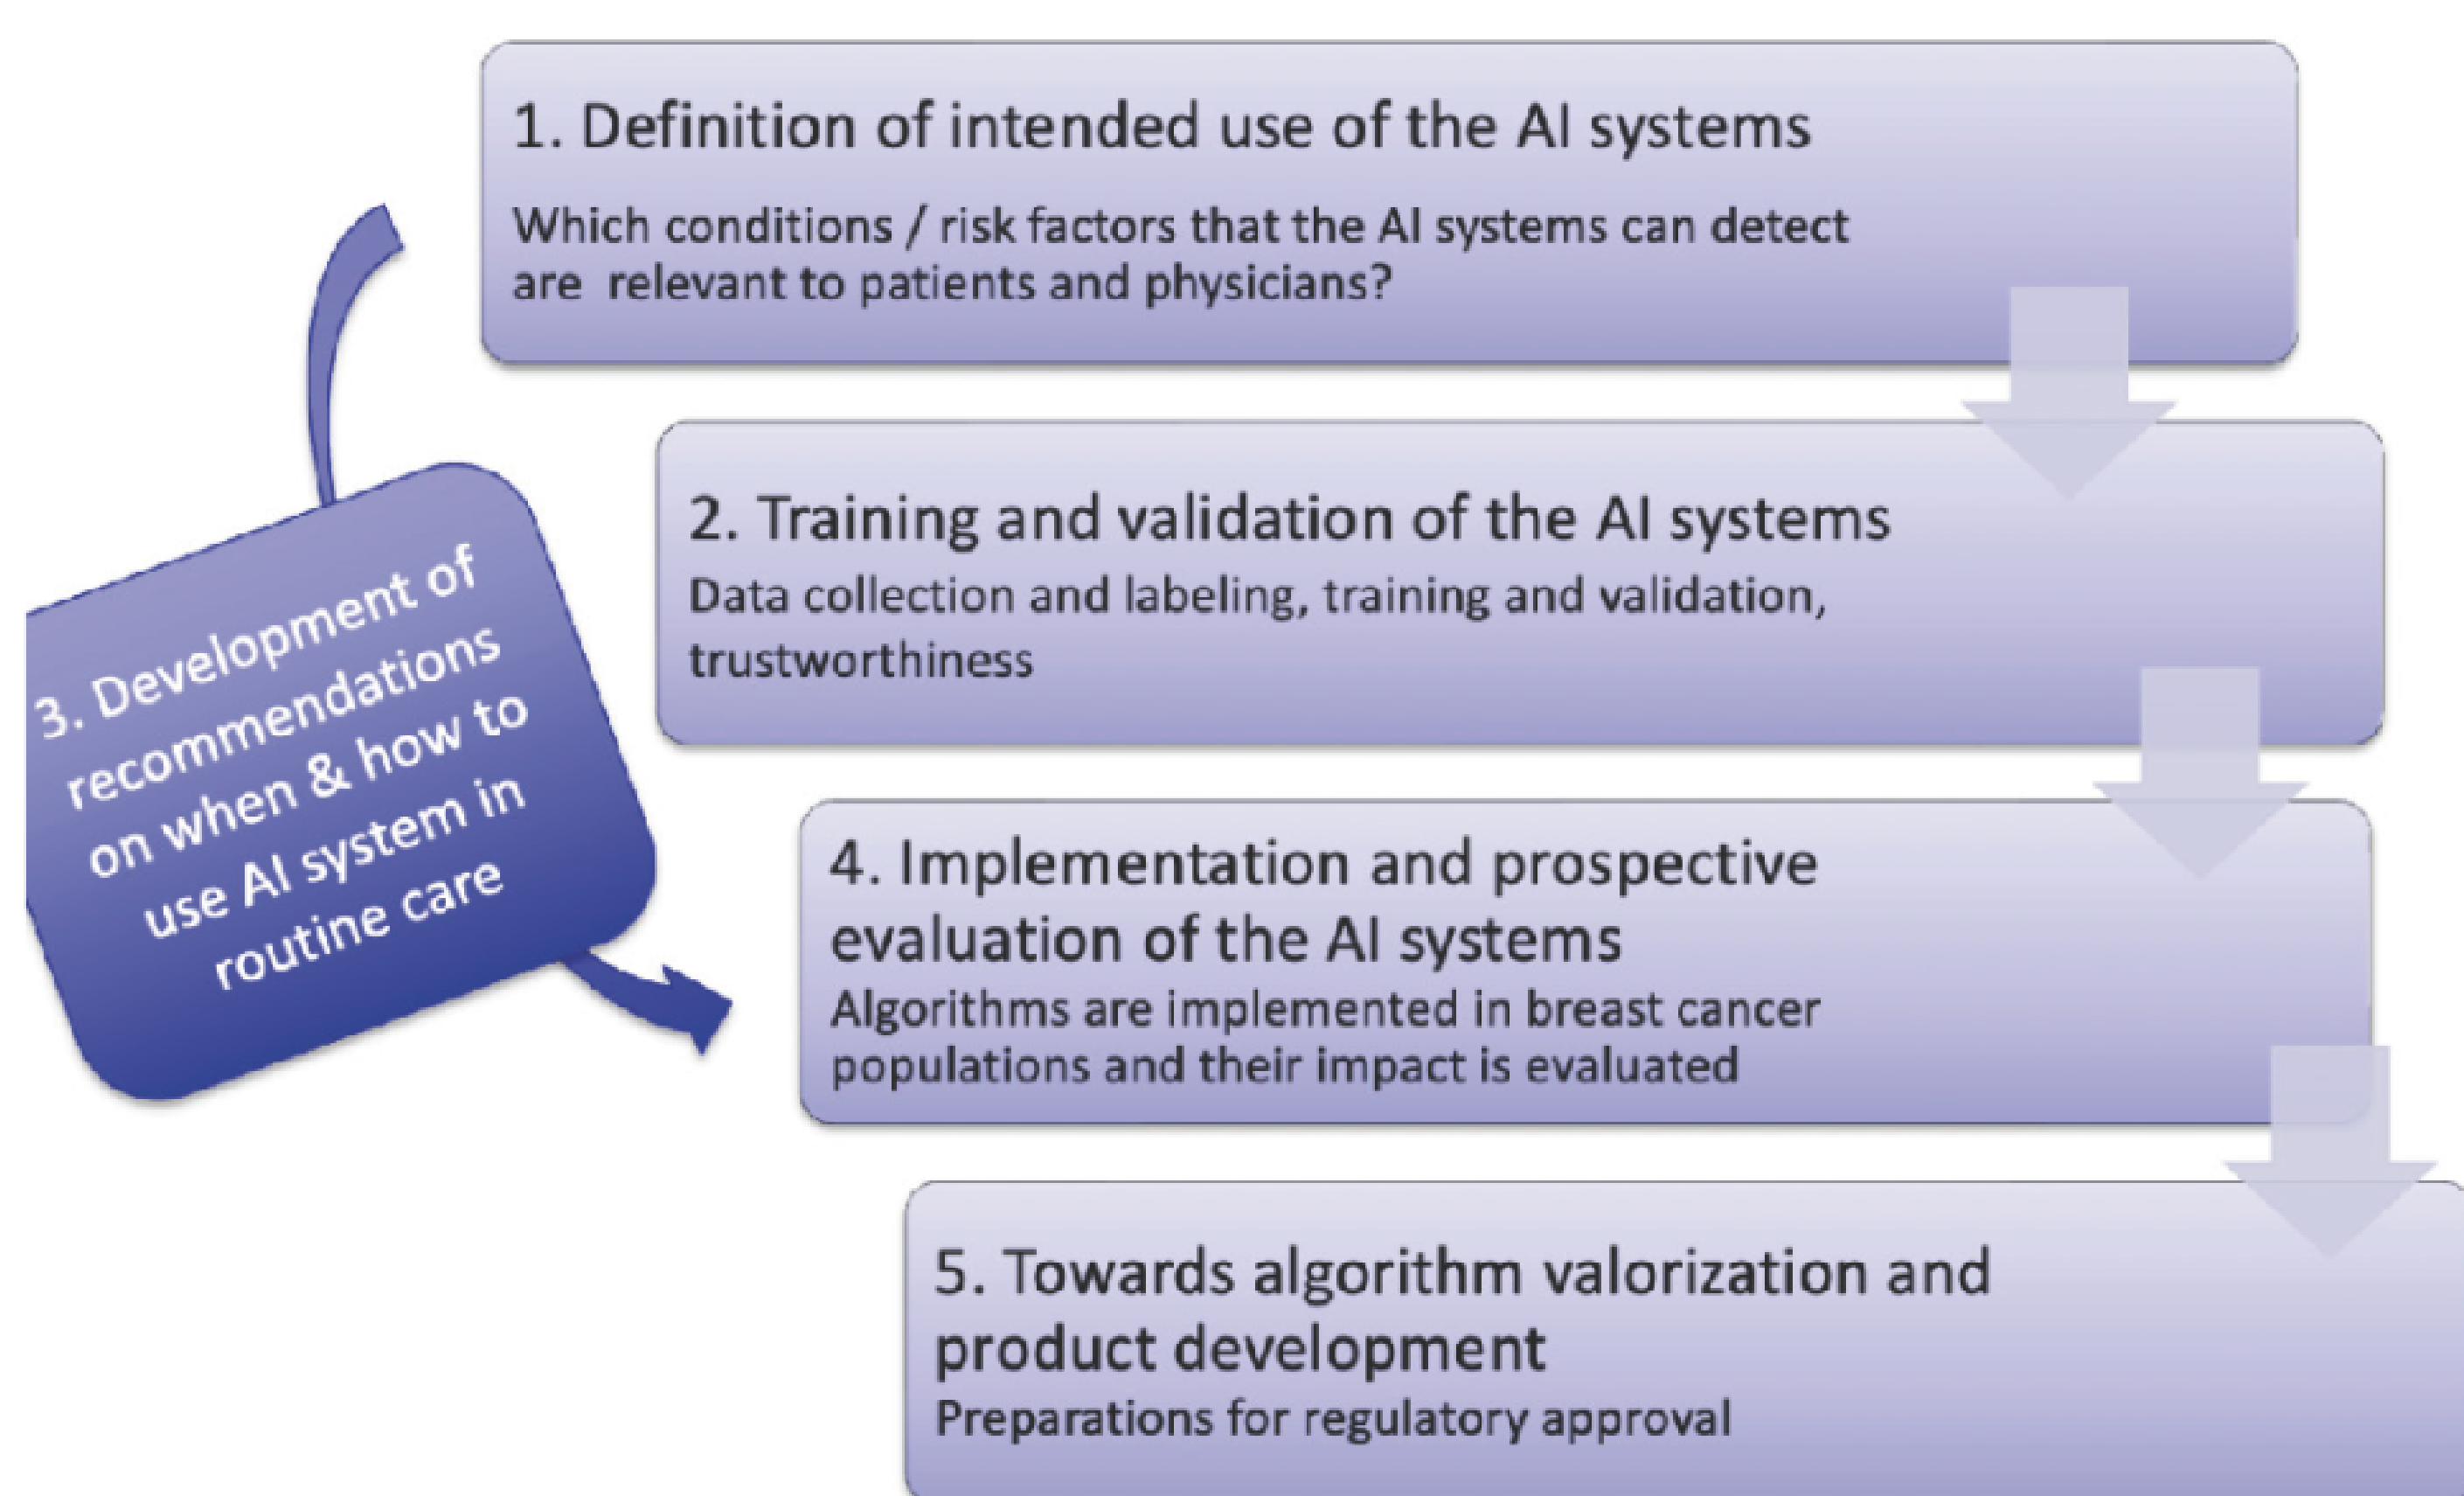 1. Definition of intended use of the AI systems
Which conditions / risk factors that the AI systems can detect
are relevant to patients and physicians?
2. Training and validation of the AI systems
Data collection and labeling, training and validation,
trustworthiness
3. Development of
recommendations
on when & how to
use AI system in
routine care
4. Implementation and prospective
evaluation of the AI systems
Algorithms are implemented in breast cancer
populations and their impact is evaluated
5. Towards algorithm valorization and
product development
Preparations for regulatory approval